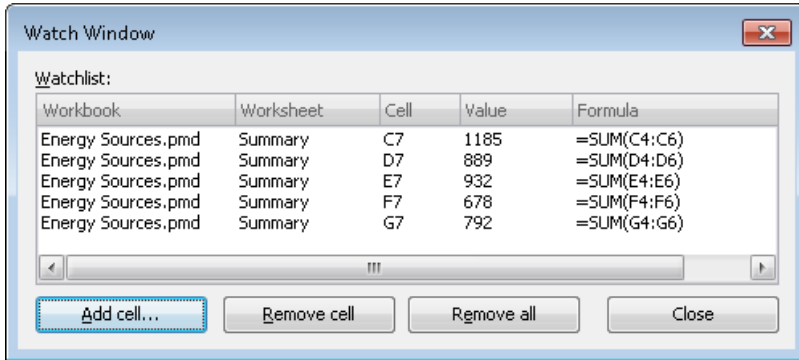 Watch Window
Watchlist:
Workbook Worksheet Cell Value Formula
Energy Sources.pmd Summary C7 1185 =SUM(C4:C6)
Energy Sources.pmd Summary D7 889 =SUM(D4:D6)
Energy Sources.pmd Summary E7 932 =SUM(E4:E6)
Energy Sources.pmd Summary F7 678 =SUM(F4:F6)
Energy Sources.pmd Summary G7 792 =SUM(G4:G6)
Add cell... Remove cell Remove all Close